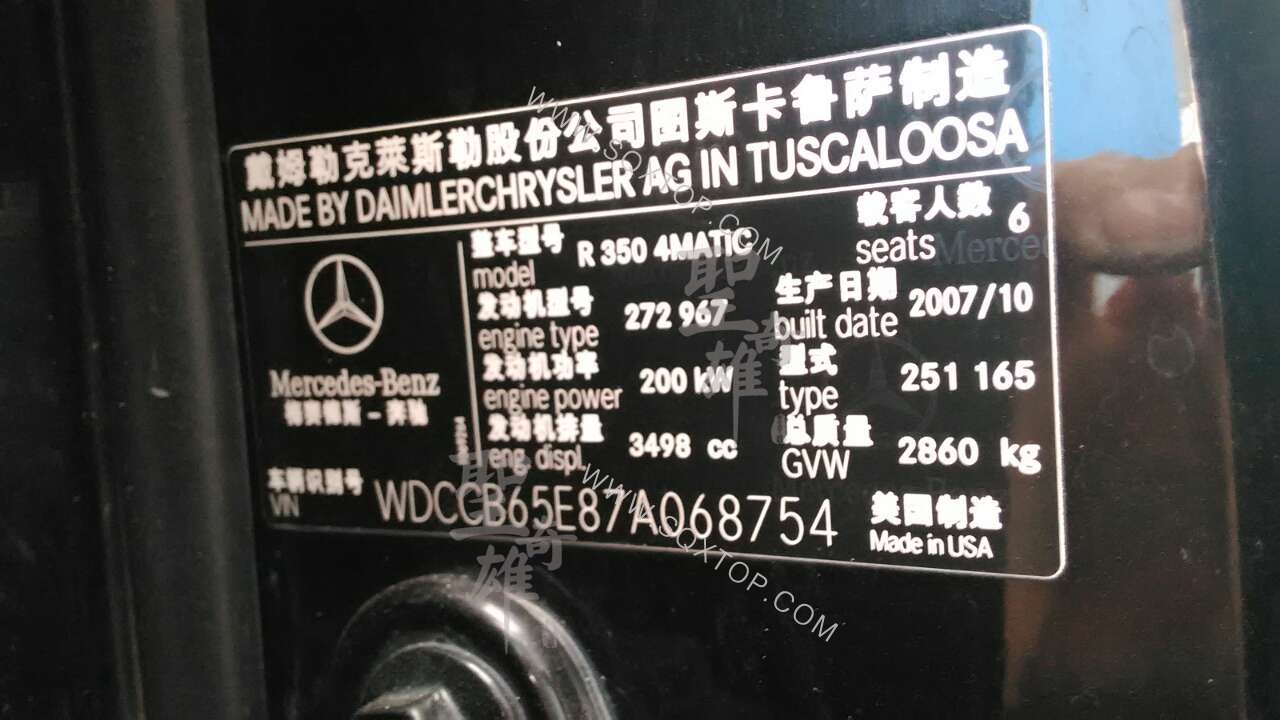 戴姆勒克莱斯勒股份公司图斯卡鲁萨制造
MADE BY DAIMLERCHRYSLER AG IN TUSCALOOSA
整车型号 R 350 4MATiC 载客人数 6
model seats
发动机型号 272 967 生产日期 2007/10
engine type built date
发动机功率 200 kW 型式 251 165
engine power type
发动机排量 3498 cc 总质量 2860 kg
eng. displ. GVW
Mercedes-Benz
梅赛德斯－奔驰
车辆识别号 WDCCB65E87A068754 美国制造
VIN Made in USA
WWW.SQXTOP.COM
聖奇雄
WWW.SQXTOP.COM
聖奇雄
Mercedes